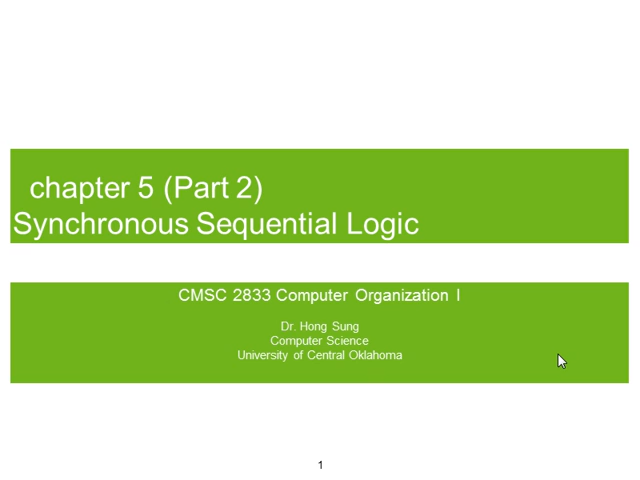 chapter 5 (Part 2)
Synchronous Sequential Logic
CMSC 2833 Computer Organization I
Dr. Hong Sung
Computer Science
University of Central Oklahoma
1